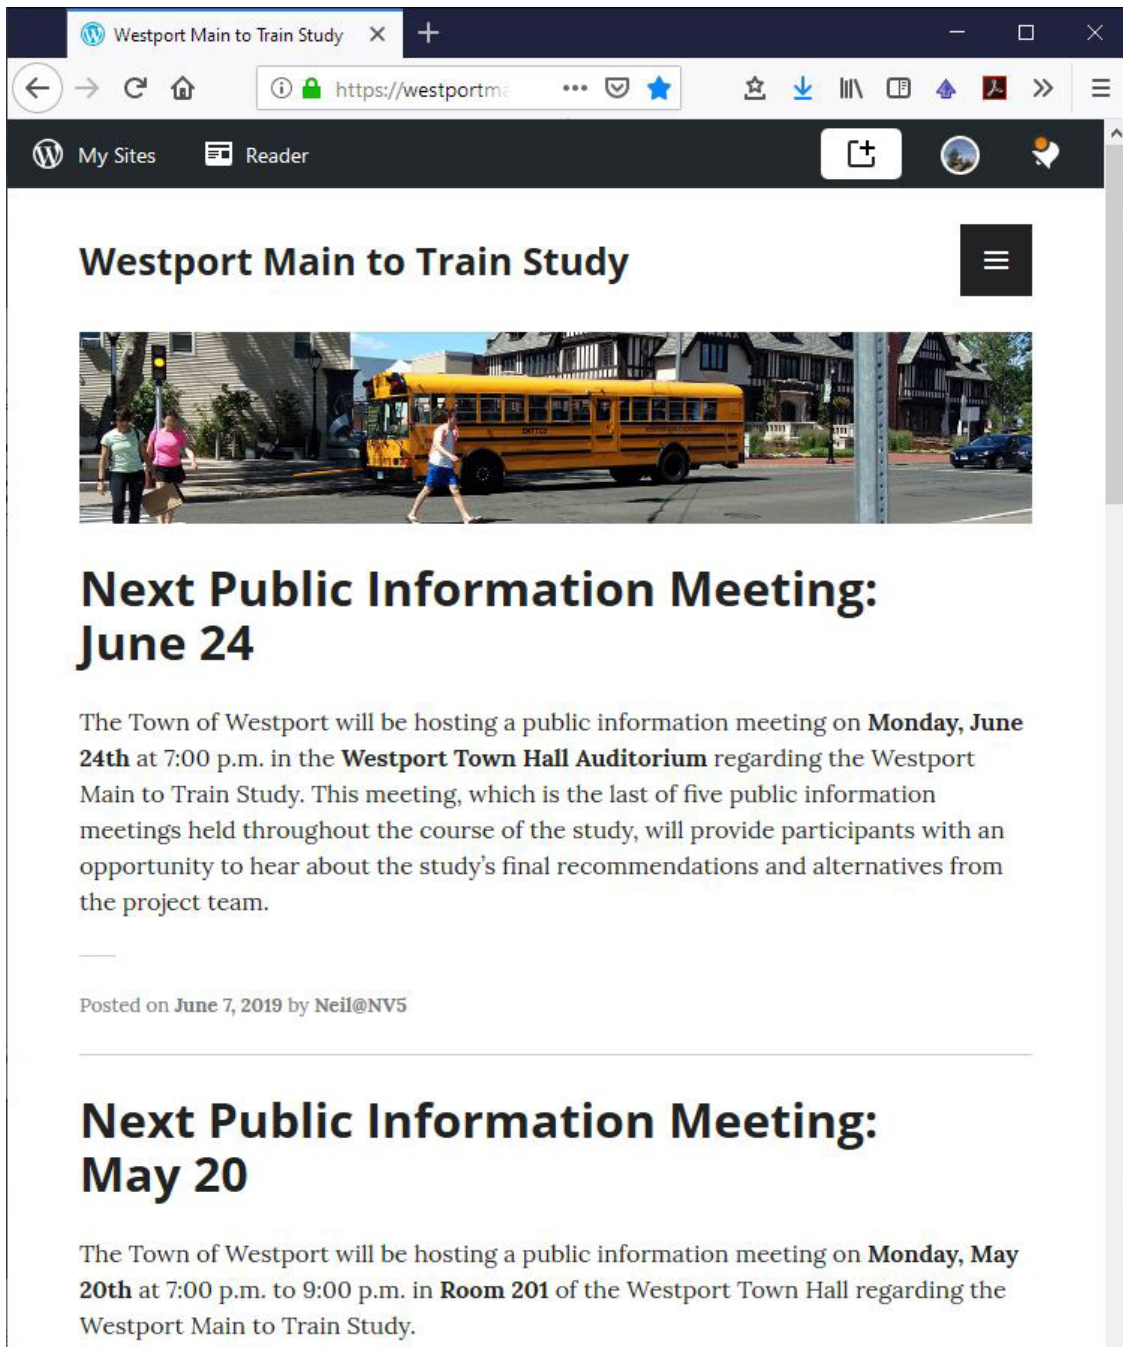 Westport Main to Train Study
https://westportma
My Sites
Reader
Westport Main to Train Study
Next Public Information Meeting:
June 24
The Town of Westport will be hosting a public information meeting on Monday, June
24th at 7:00 p.m. in the Westport Town Hall Auditorium regarding the Westport
Main to Train Study. This meeting, which is the last of five public information
meetings held throughout the course of the study, will provide participants with an
opportunity to hear about the study’s final recommendations and alternatives from
the project team.
Posted on June 7, 2019 by Neil@NV5
Next Public Information Meeting:
May 20
The Town of Westport will be hosting a public information meeting on Monday, May
20th at 7:00 p.m. to 9:00 p.m. in Room 201 of the Westport Town Hall regarding the
Westport Main to Train Study.